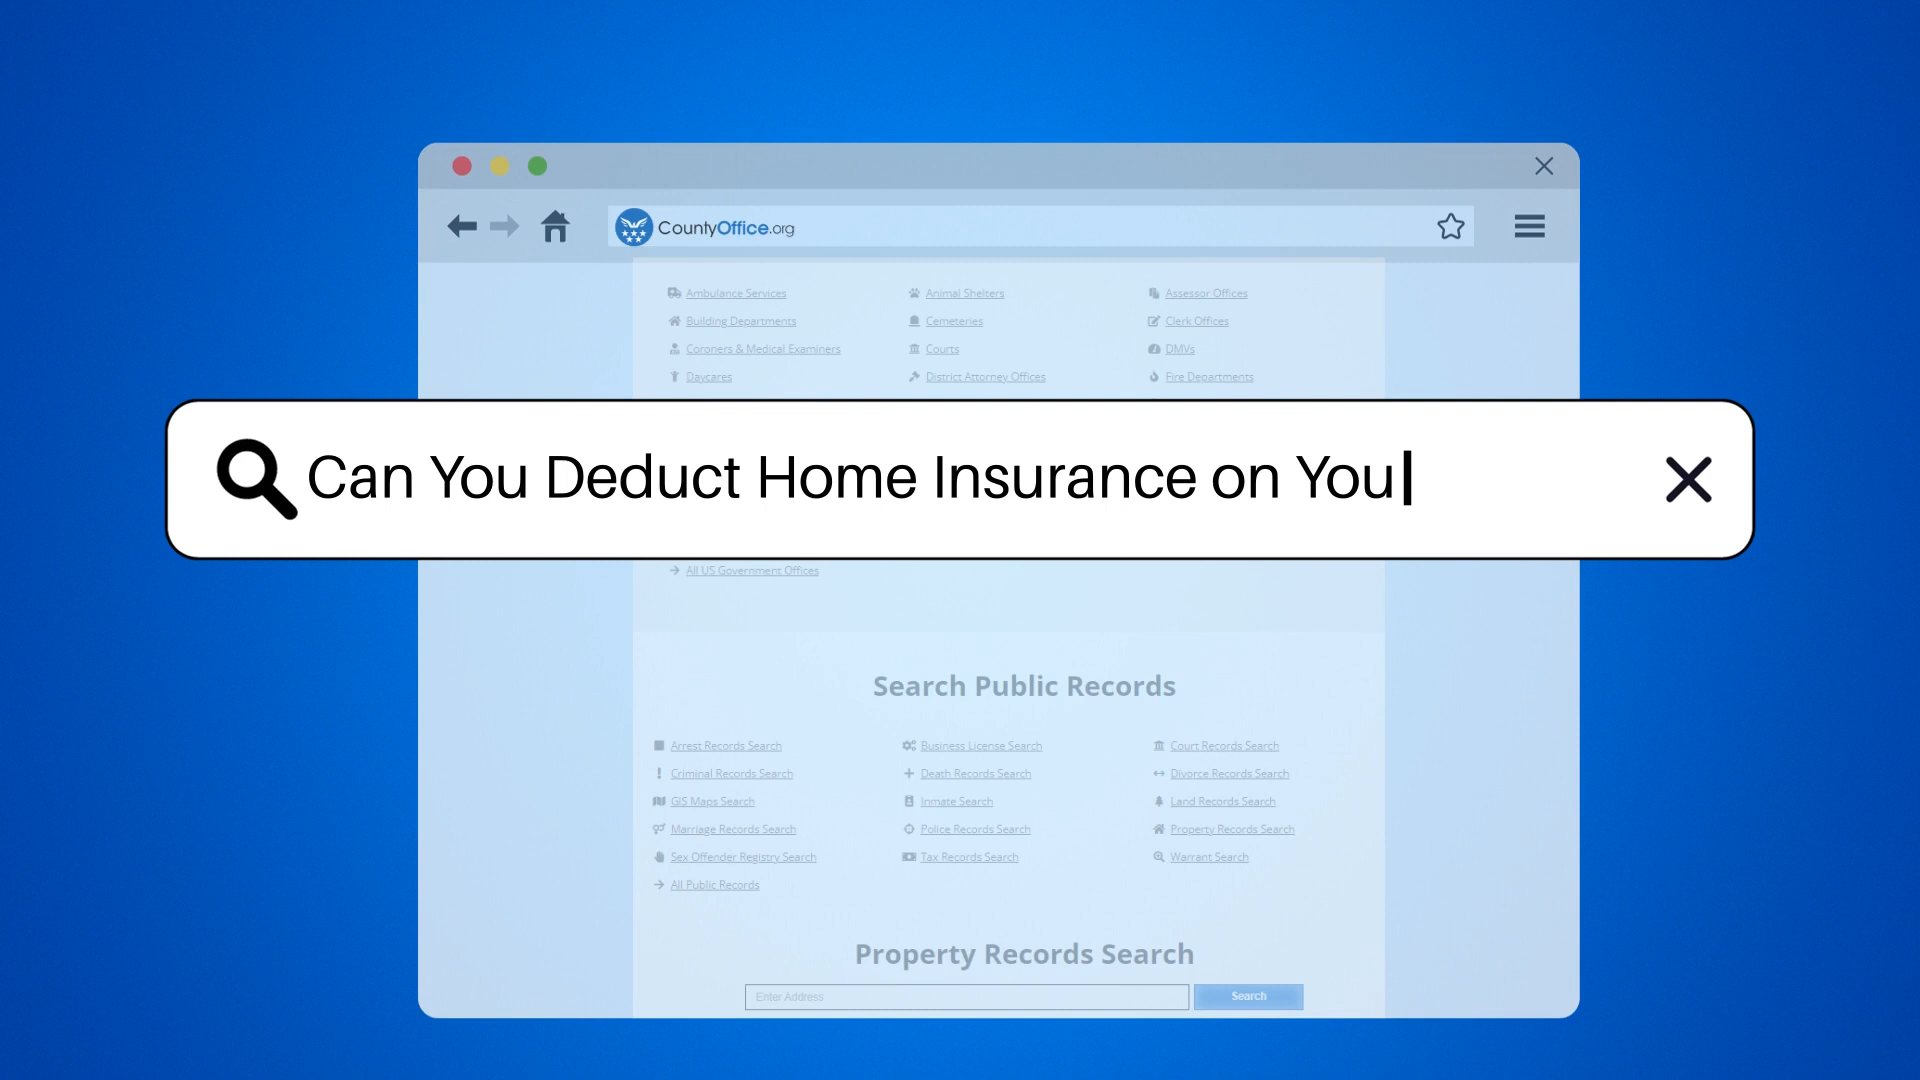 CountyOffice.org
Ambulance Services Animal Shelters Assessor Offices
Building Departments Cemeteries Clerk Offices
Coroners & Medical Examiners Courts DMVs
Daycares District Attorney Offices Fire Departments
Can You Deduct Home Insurance on You
All US Government Offices
Search Public Records
Arrest Records Search Business License Search Court Records Search
Criminal Records Search Death Records Search Divorce Records Search
GIS Maps Search Inmate Search Land Records Search
Marriage Records Search Police Records Search Property Records Search
Sex Offender Registry Search Tax Records Search Warrant Search
All Public Records
Property Records Search
Enter Address Search